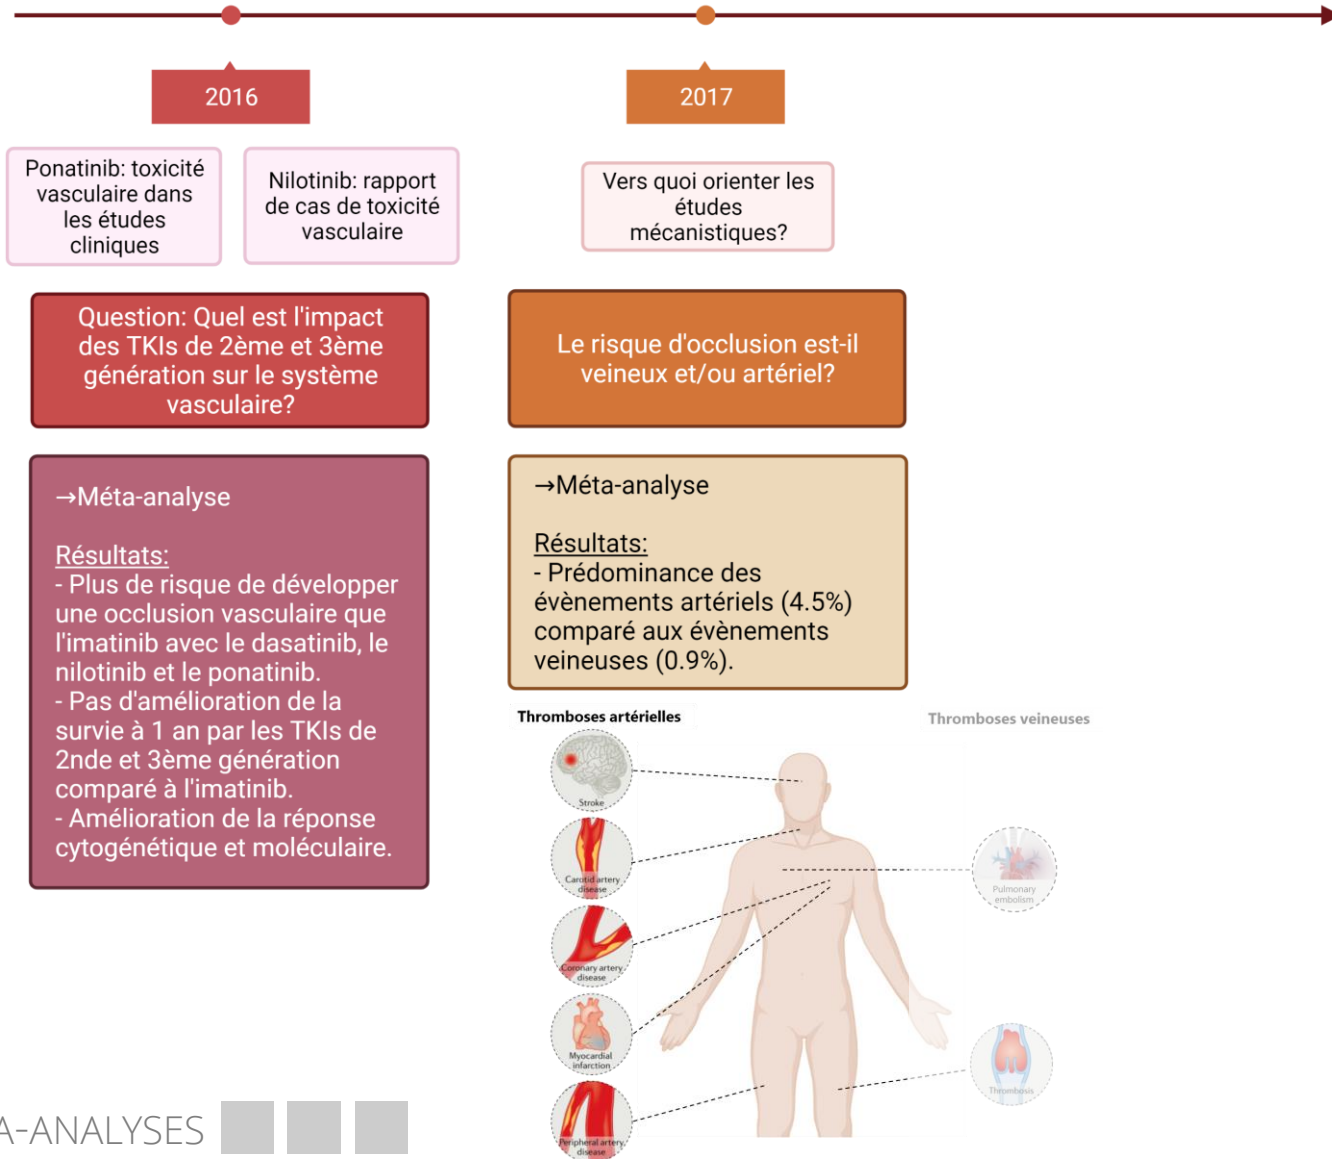 2016
2017
Ponatinib: toxicité
vasculaire dans
les études
cliniques
Nilotinib: rapport
de cas de toxicité
vasculaire
Vers quoi orienter les
études
mécanistiques?
Question: Quel est l'impact
des TKIs de 2ème et 3ème
génération sur le système
vasculaire?
Le risque d'occlusion est-il
veineux et/ou artériel?
→Méta-analyse
Résultats:
- Plus de risque de développer
une occlusion vasculaire que
l'imatinib avec le dasatinib, le
nilotinib et le ponatinib.
- Pas d'amélioration de la
survie à 1 an par les TKIs de
2nde et 3ème génération
comparé à l'imatinib.
- Amélioration de la réponse
cytogénétique et moléculaire.
→Méta-analyse
Résultats:
- Prédominance des
évènements artériels (4.5%)
comparé aux évènements
veineuses (0.9%).
Thromboses artérielles
Thromboses veineuses
Stroke
Carotid artery
disease
Coronary artery
disease
Myocardial
infarction
Peripheral artery
disease
Pulmonary
embolism
Thrombosis
A-ANALYSES